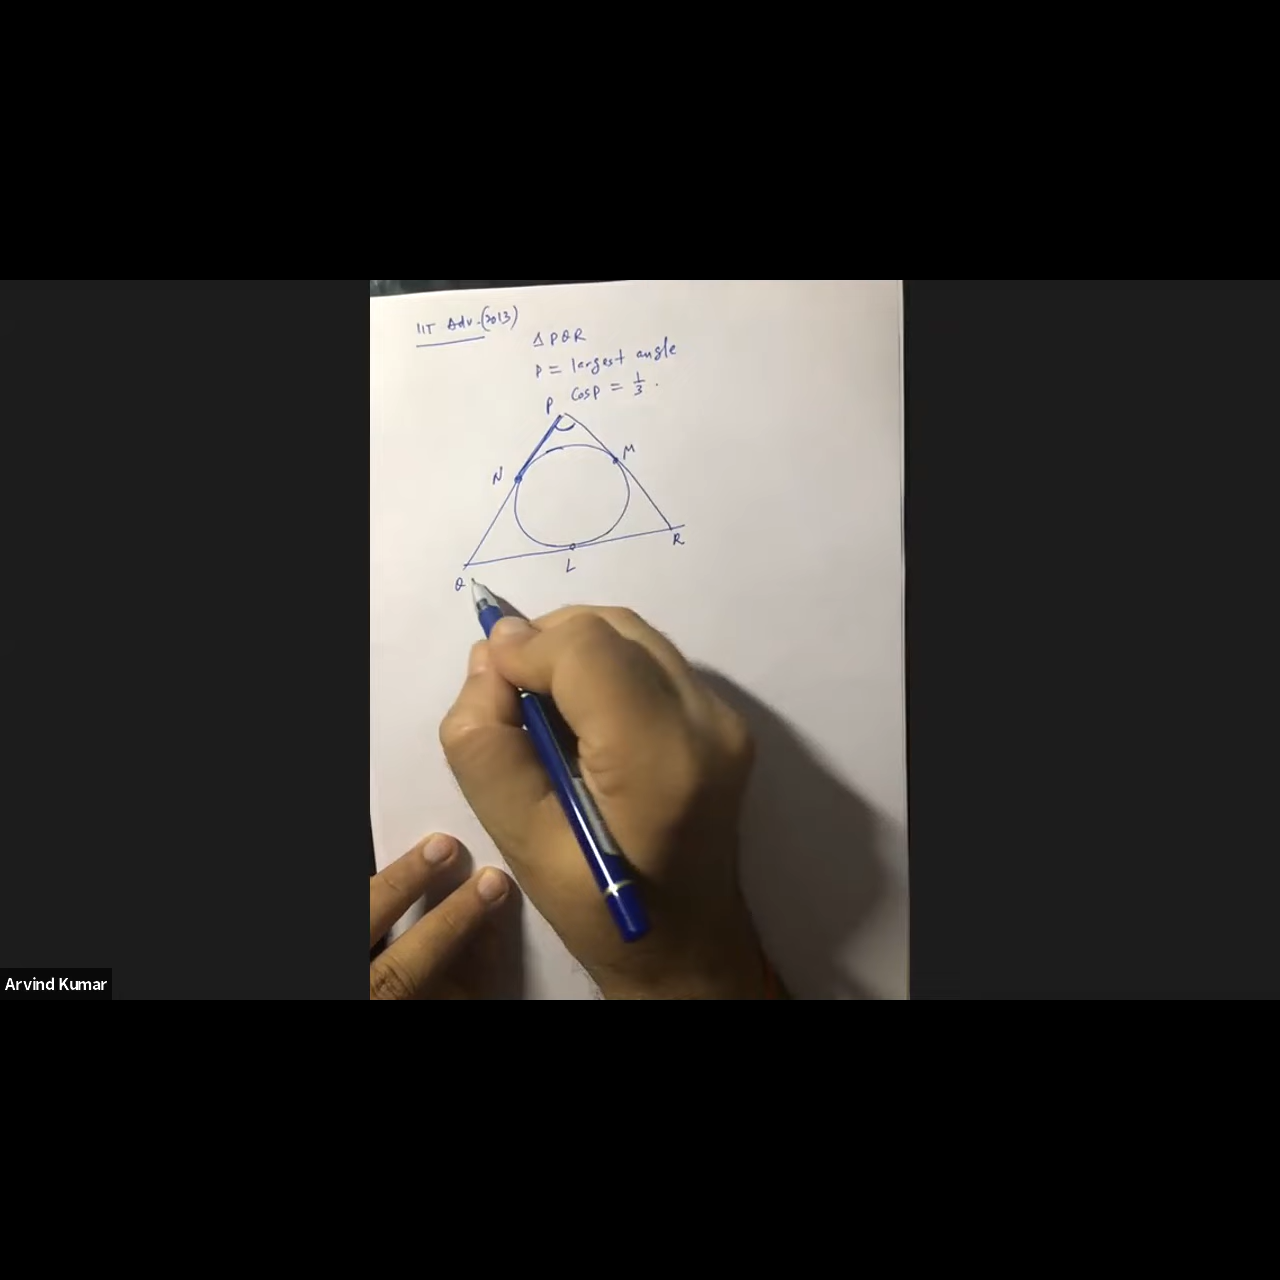 IIT Adv. (2013)
Δ PQR
P = largest angle
cos P = 1/3 .
P
N
M
Q
L
R
Arvind Kumar